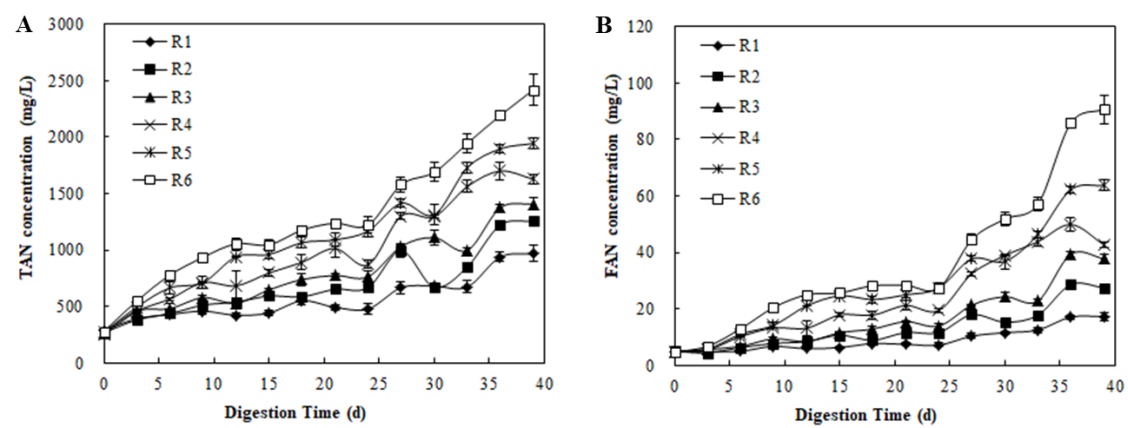 A
TAN concentration (mg/L)
3000
2500
2000
1500
1000
500
0
R1
R2
R3
R4
R5
R6
0 5 10 15 20 25 30 35 40
Digestion Time (d)
B
FAN concentration (mg/L)
120
100
80
60
40
20
0
R1
R2
R3
R4
R5
R6
0 5 10 15 20 25 30 35 40
Digestion Time (d)